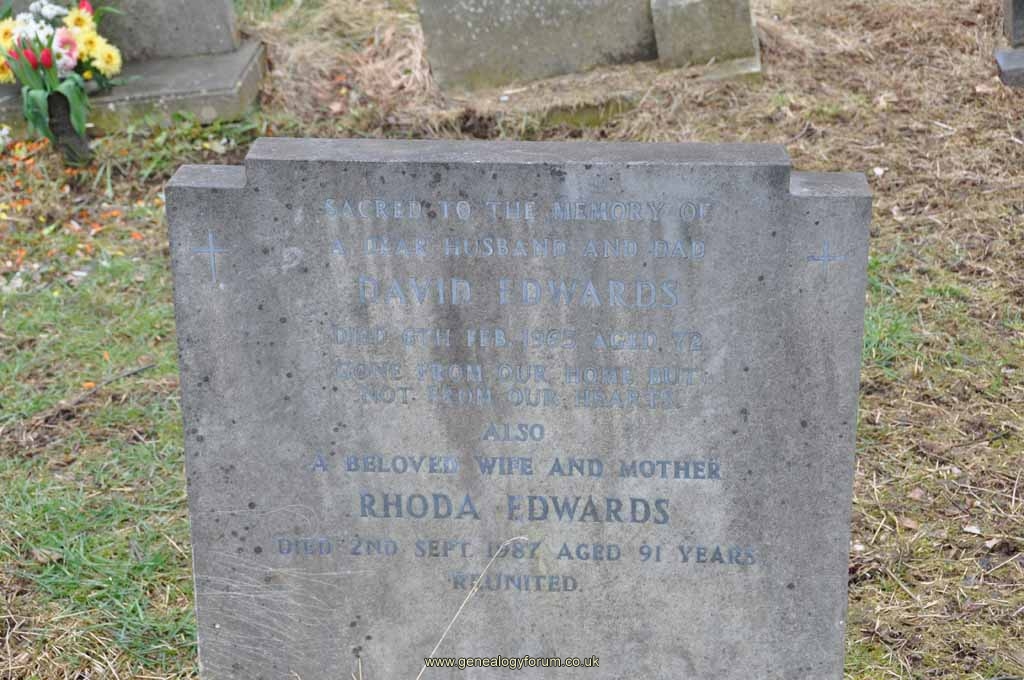 SACRED TO THE MEMORY OF
A DEAR HUSBAND AND DAD
DAVID EDWARDS
DIED 6TH FEB. 1965 AGED 72
GONE FROM OUR HOME BUT
NOT FROM OUR HEARTS.
ALSO
A BELOVED WIFE AND MOTHER
RHODA EDWARDS
DIED 2ND SEPT. 1987 AGED 91 YEARS
REUNITED.
www.genealogyforum.co.uk